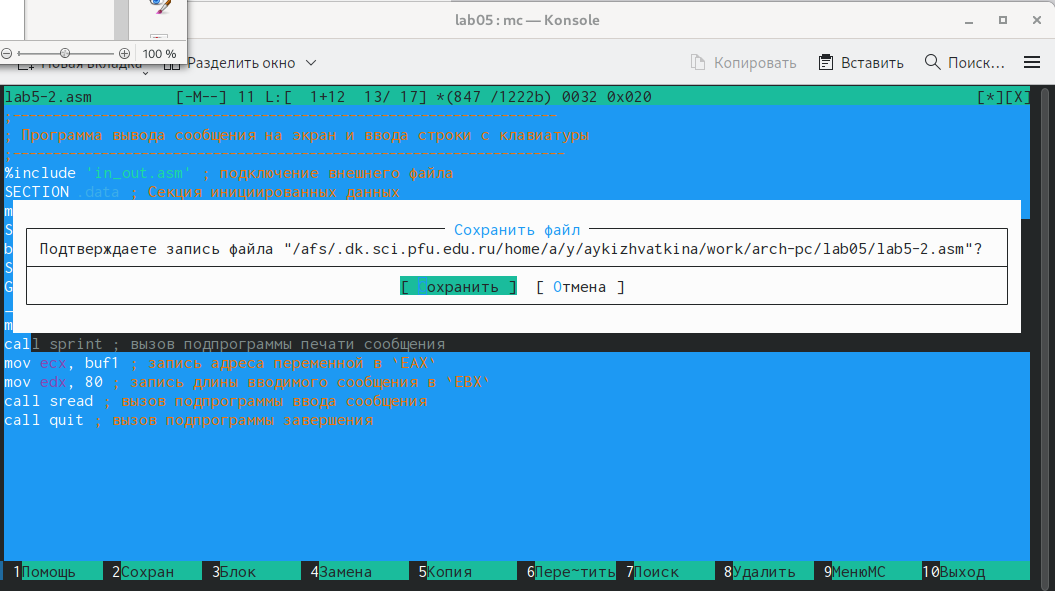 lab05 : mc — Konsole
100 %
Новая вкладка
Разделить окно
Копировать
Вставить
Поиск...
lab5-2.asm [-M--] 11 L:[ 1+12 13/ 17] *(847 /1222b) 0032 0x020 [*][X]
;--------------------------------------------------------------
; Программа вывода сообщения на экран и ввода строки с клавиатуры
;---------------------------------------------------------------
%include 'in_out.asm' ; подключение внешнего файла
SECTION .data ; Секция инициированных данных
m
S
b
S
G
_
m
Сохранить файл
Подтверждаете запись файла "/afs/.dk.sci.pfu.edu.ru/home/a/y/aykizhvatkina/work/arch-pc/lab05/lab5-2.asm"?
[ Сохранить ] [ Отмена ]
call sprint ; вызов подпрограммы печати сообщения
mov ecx, buf1 ; запись адреса переменной в `EAX`
mov edx, 80 ; запись длины вводимого сообщения в `EBX`
call sread ; вызов подпрограммы ввода сообщения
call quit ; вызов подпрограммы завершения
1Помощь 2Сохран 3Блок 4Замена 5Копия 6Пере~тить 7Поиск 8Удалить 9МенюМС 10Выход